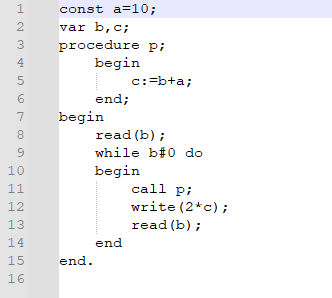 1 const a=10;
2 var b,c;
3 procedure p;
4     begin
5         c:=b+a;
6     end;
7 begin
8     read(b);
9     while b#0 do
10     begin
11         call p;
12         write(2*c);
13         read(b);
14     end
15 end.
16